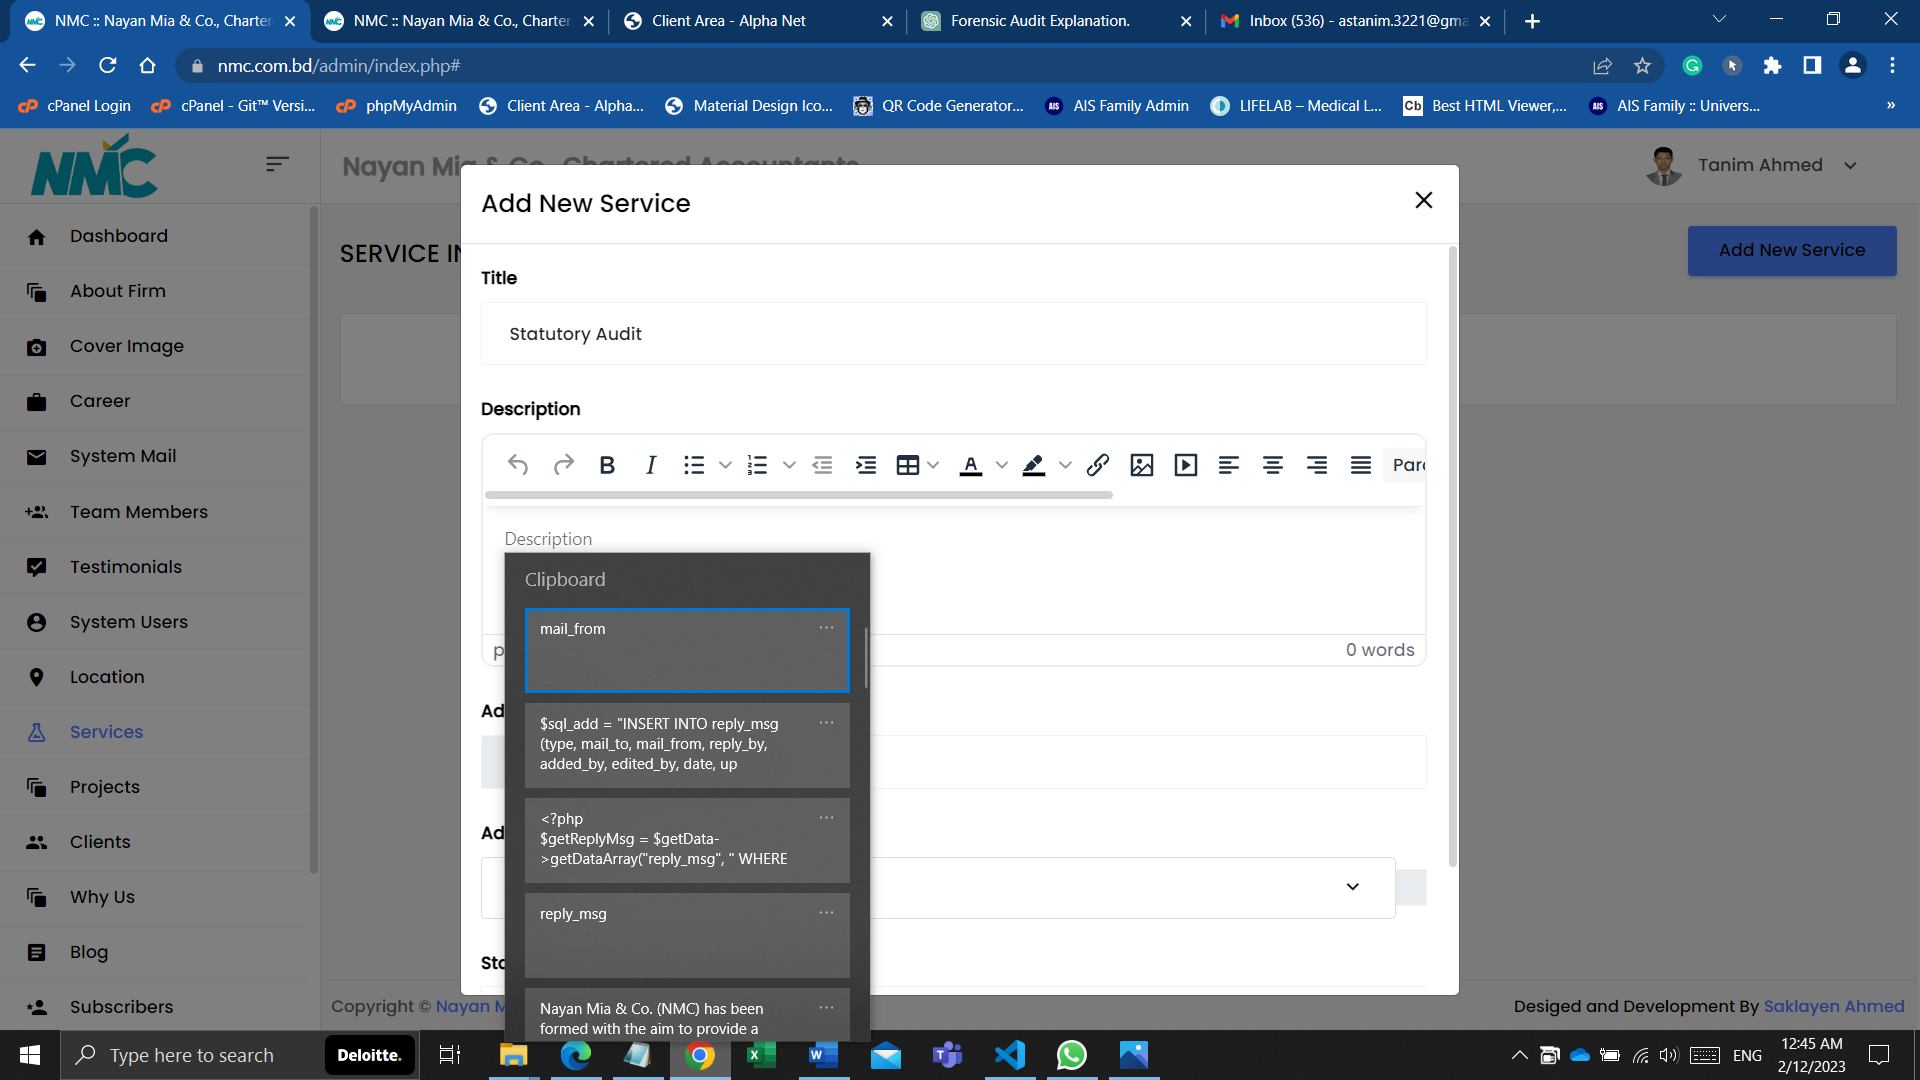 NMC :: Nayan Mia & Co., Charter
NMC :: Nayan Mia & Co., Charter
Client Area - Alpha Net
Forensic Audit Explanation.
Inbox (536) - astanim.3221@gma
nmc.com.bd/admin/index.php#
cPanel Login
cPanel - Git™ Versi...
phpMyAdmin
Client Area - Alpha...
Material Design Ico...
QR Code Generator...
AIS Family Admin
LIFELAB – Medical L...
Cb
Best HTML Viewer,...
AIS Family :: Univers...
»
NMC
Nayan Mia & Co., Chartered Accountants
Tanim Ahmed
Dashboard
About Firm
Cover Image
Career
System Mail
Team Members
Testimonials
System Users
Location
Services
Projects
Clients
Why Us
Blog
Subscribers
SERVICE IN
Add New Service
Add New Service
Title
Statutory Audit
Description
B
I
A
Para
Description
p
0 words
Clipboard
mail_from
$sql_add = "INSERT INTO reply_msg
(type, mail_to, mail_from, reply_by,
added_by, edited_by, date, up
<?php
$getReplyMsg = $getData-
>getDataArray("reply_msg", " WHERE
reply_msg
Nayan Mia & Co. (NMC) has been
formed with the aim to provide a
Ad
Ad
Sta
Copyright © Nayan M
Desiged and Development By Saklayen Ahmed
Type here to search
Deloitte.
ENG
12:45 AM
2/12/2023